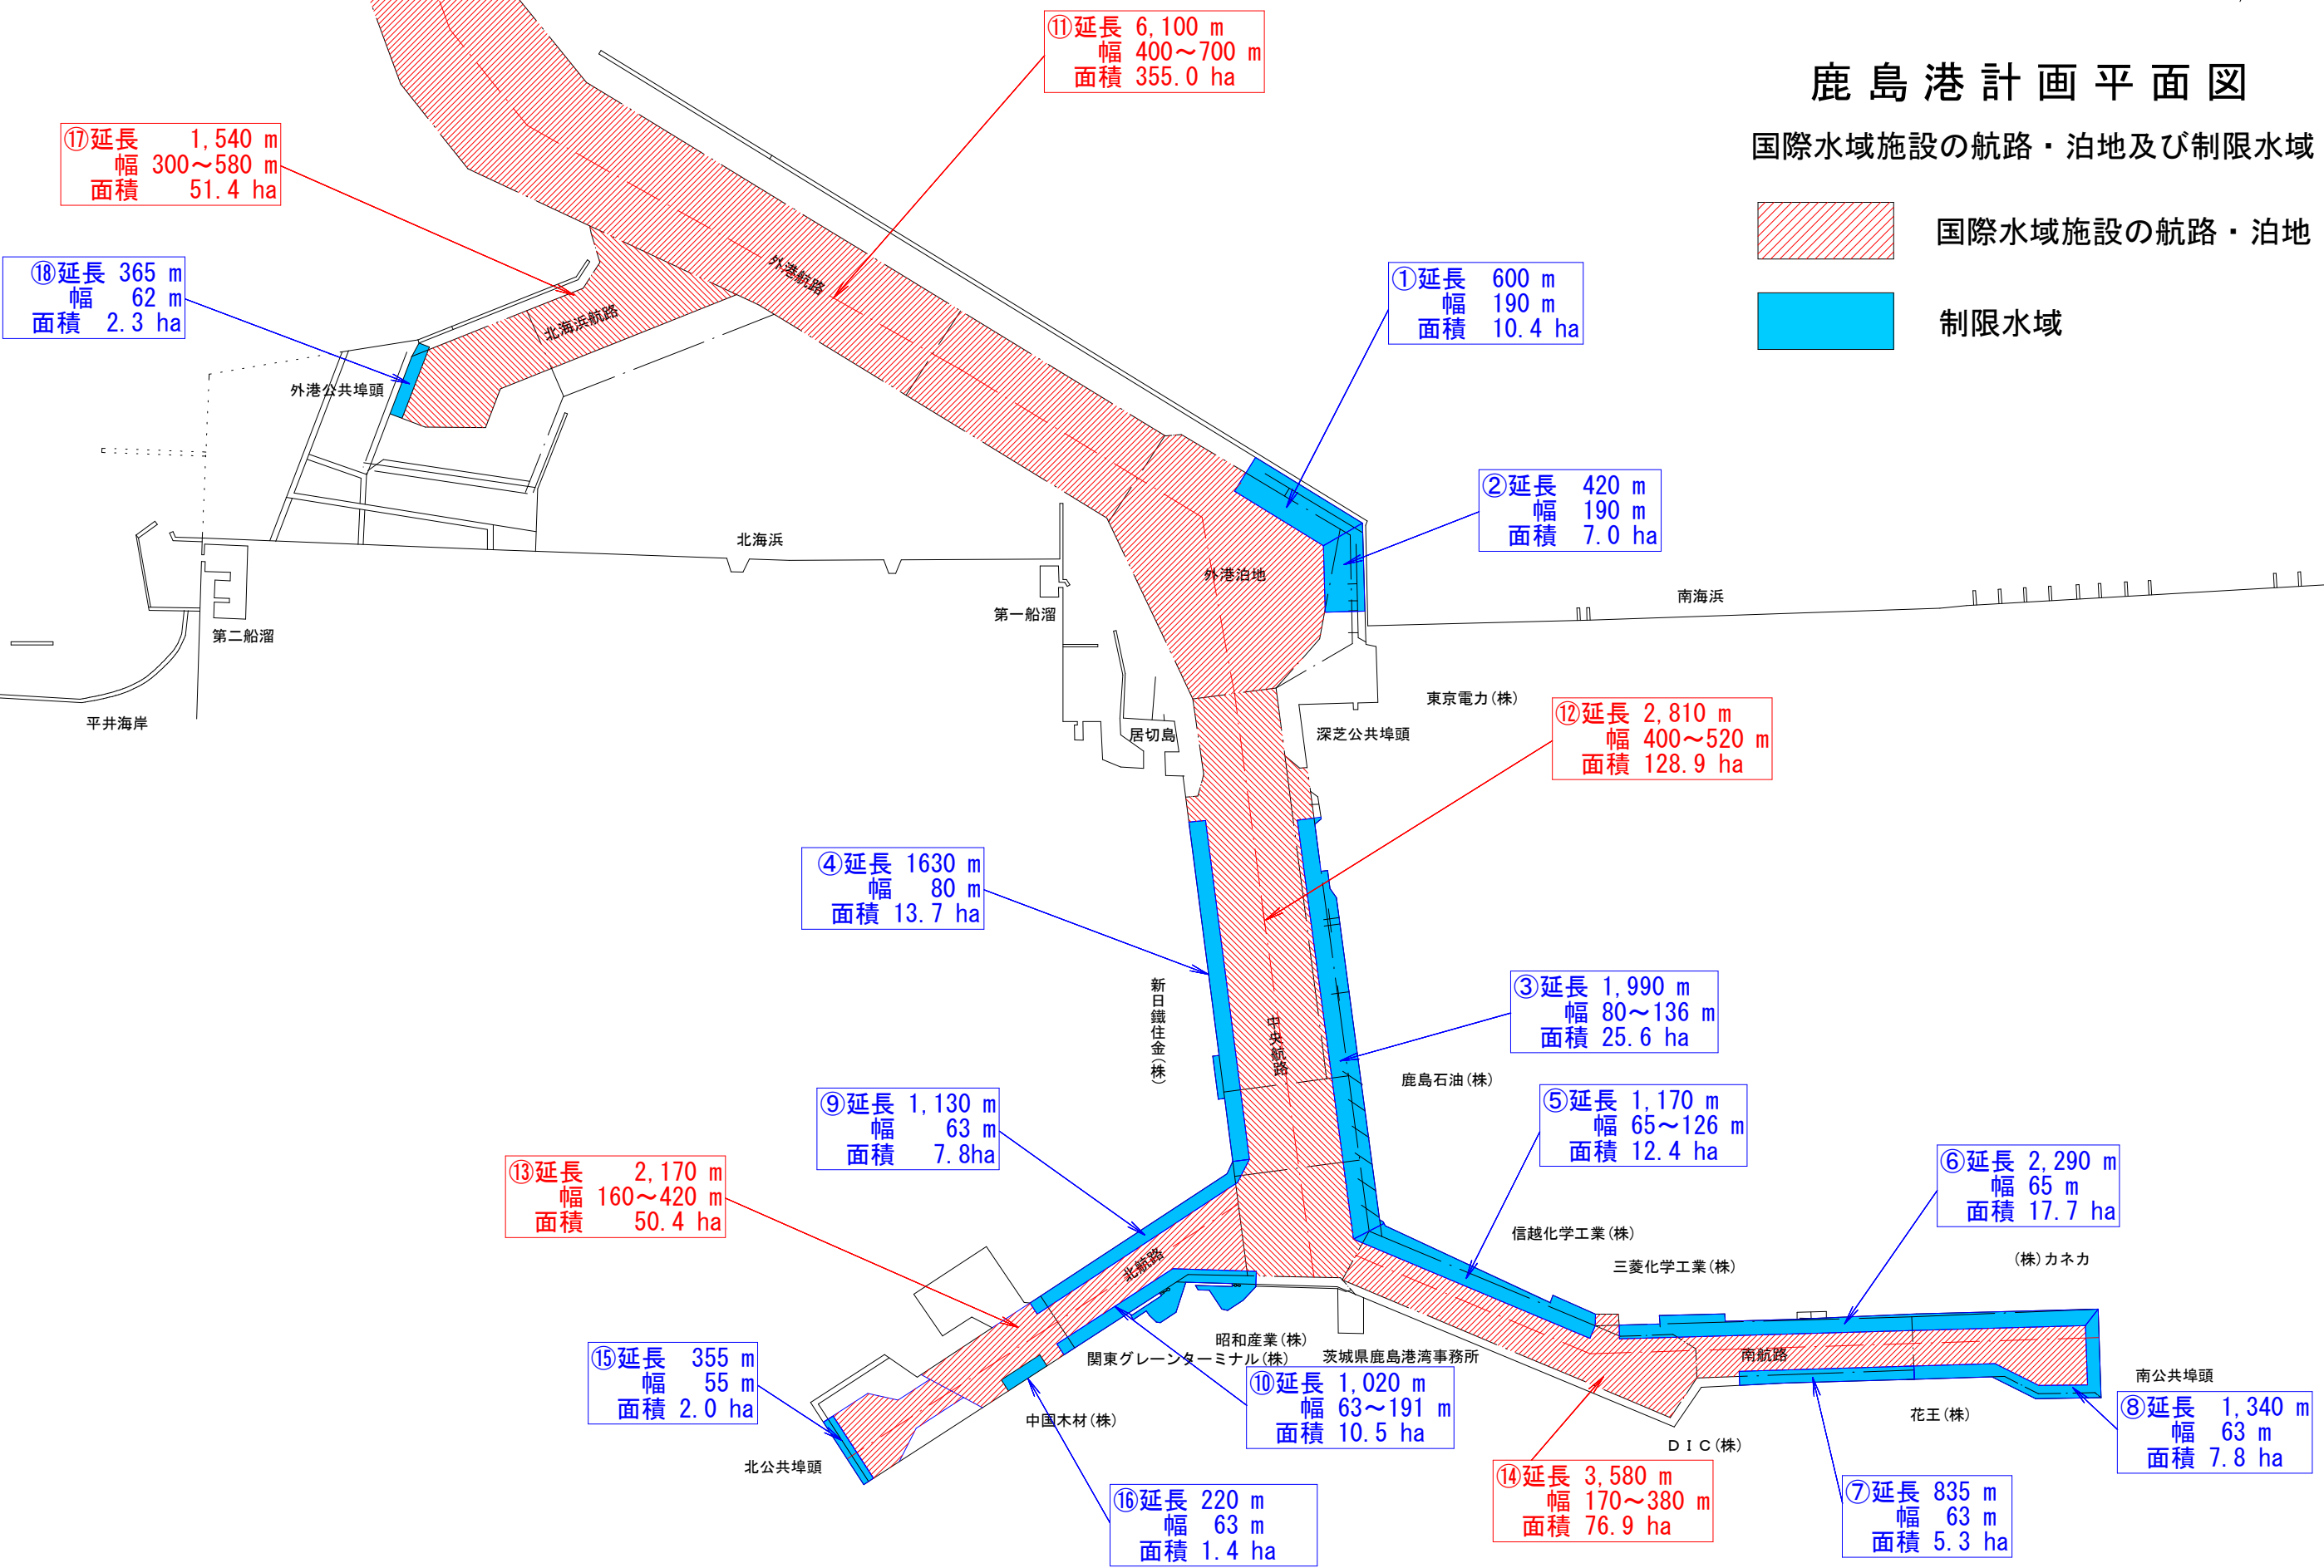 鹿島港計画平面図
国際水域施設の航路・泊地及び制限水域
国際水域施設の航路・泊地
制限水域
⑪延長 6,100 m
幅 400～700 m
面積 355.0 ha
⑰延長 1,540 m
幅 300～580 m
面積 51.4 ha
⑱延長 365 m
幅 62 m
面積 2.3 ha
①延長 600 m
幅 190 m
面積 10.4 ha
②延長 420 m
幅 190 m
面積 7.0 ha
外港航路
北海浜航路
外港公共埠頭
北海浜
外港泊地
南海浜
第一船溜
第二船溜
平井海岸
居切島
東京電力(株)
深芝公共埠頭
⑫延長 2,810 m
幅 400～520 m
面積 128.9 ha
④延長 1630 m
幅 80 m
面積 13.7 ha
新日鐵住金(株)
中央航路
③延長 1,990 m
幅 80～136 m
面積 25.6 ha
鹿島石油(株)
⑨延長 1,130 m
幅 63 m
面積 7.8ha
⑤延長 1,170 m
幅 65～126 m
面積 12.4 ha
⑬延長 2,170 m
幅 160～420 m
面積 50.4 ha
⑥延長 2,290 m
幅 65 m
面積 17.7 ha
信越化学工業(株)
三菱化学工業(株)
(株)カネカ
北航路
昭和産業(株)
関東グレーンターミナル(株)
茨城県鹿島港湾事務所
南航路
南公共埠頭
⑮延長 355 m
幅 55 m
面積 2.0 ha
⑩延長 1,020 m
幅 63～191 m
面積 10.5 ha
中国木材(株)
花王(株)
DIC(株)
⑧延長 1,340 m
幅 63 m
面積 7.8 ha
北公共埠頭
⑯延長 220 m
幅 63 m
面積 1.4 ha
⑭延長 3,580 m
幅 170～380 m
面積 76.9 ha
⑦延長 835 m
幅 63 m
面積 5.3 ha